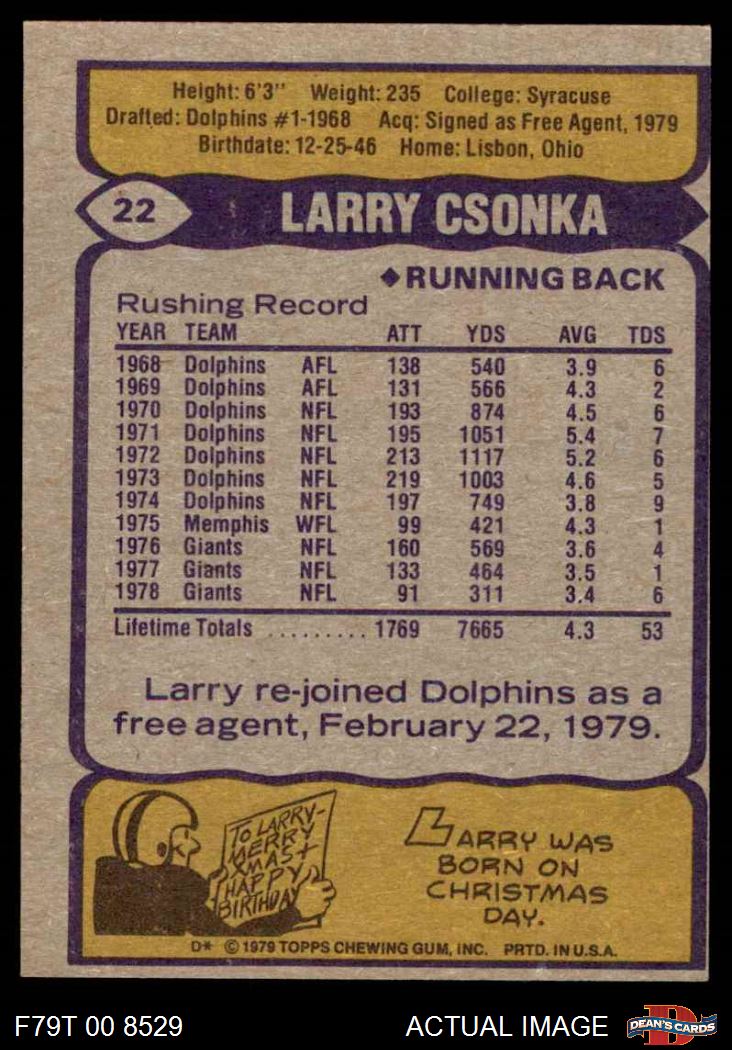 Height: 6'3" Weight: 235 College: Syracuse
Drafted: Dolphins #1-1968 Acq: Signed as Free Agent, 1979
Birthdate: 12-25-46 Home: Lisbon, Ohio
22 LARRY CSONKA
◆RUNNING BACK
Rushing Record
YEAR TEAM ATT YDS AVG TDS
1968 Dolphins AFL 138 540 3.9 6
1969 Dolphins AFL 131 566 4.3 2
1970 Dolphins NFL 193 874 4.5 6
1971 Dolphins NFL 195 1051 5.4 7
1972 Dolphins NFL 213 1117 5.2 6
1973 Dolphins NFL 219 1003 4.6 5
1974 Dolphins NFL 197 749 3.8 9
1975 Memphis WFL 99 421 4.3 1
1976 Giants NFL 160 569 3.6 4
1977 Giants NFL 133 464 3.5 1
1978 Giants NFL 91 311 3.4 6
Lifetime Totals ......... 1769 7665 4.3 53
Larry re-joined Dolphins as a
free agent, February 22, 1979.
TO LARRY-
MERRY
XMAS +
HAPPY
BIRTHDAY
LARRY WAS
BORN ON
CHRISTMAS
DAY.
D* © 1979 TOPPS CHEWING GUM, INC. PRTD. IN U.S.A.
F79T 00 8529 ACTUAL IMAGE
D
DEAN'S CARDS